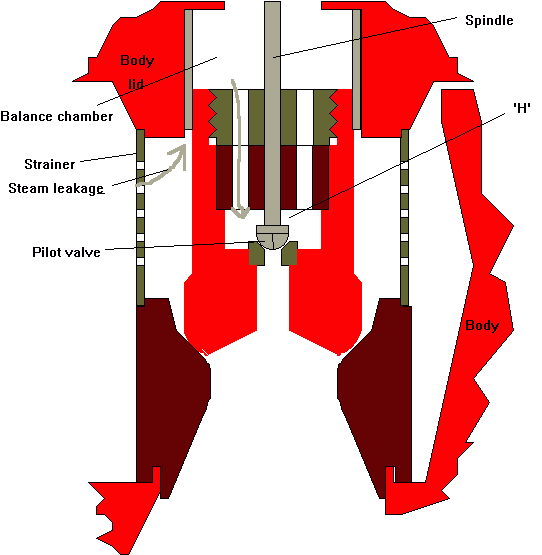 Spindle
Body
lid
Balance chamber
'H'
Strainer
Steam leakage
Pilot valve
Body